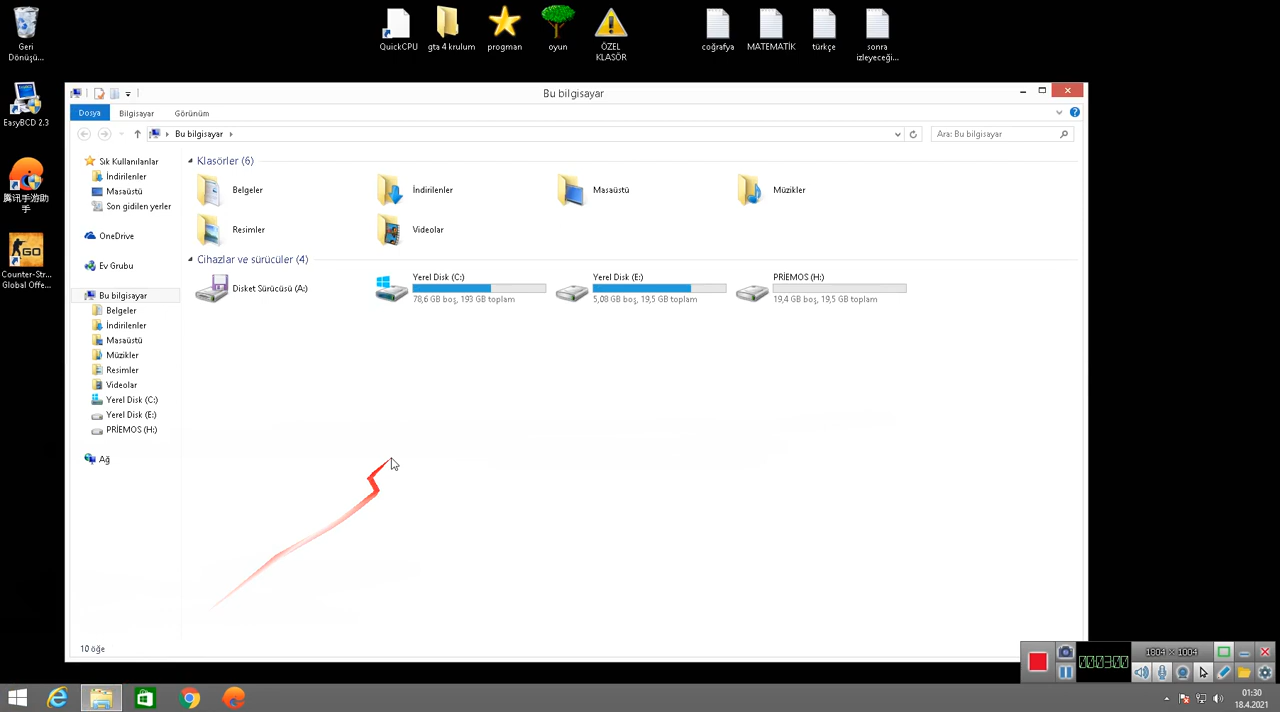 Geri
Dönüşü...
QuickCPU
gta 4 krulum
progman
oyun
ÖZEL
KLASÖR
coğrafya
MATEMATİK
türkçe
sonra
izleyeceği...
EasyBCD 2.3
腾讯手游助
手
GO
Counter-Str...
Global Offe...
Bu bilgisayar
Dosya
Bilgisayar
Görünüm
Bu bilgisayar
Ara: Bu bilgisayar
Sık Kullanılanlar
İndirilenler
Masaüstü
Son gidilen yerler
OneDrive
Ev Grubu
Bu bilgisayar
Belgeler
İndirilenler
Masaüstü
Müzikler
Resimler
Videolar
Yerel Disk (C:)
Yerel Disk (E:)
PRİEMOS (H:)
Ağ
Klasörler (6)
Belgeler
İndirilenler
Masaüstü
Müzikler
Resimler
Videolar
Cihazlar ve sürücüler (4)
Disket Sürücüsü (A:)
Yerel Disk (C:)
78,6 GB boş, 193 GB toplam
Yerel Disk (E:)
5,08 GB boş, 19,5 GB toplam
PRİEMOS (H:)
19,4 GB boş, 19,5 GB toplam
10 öğe
000300
1004 × 1004
01:30
18.4.2021